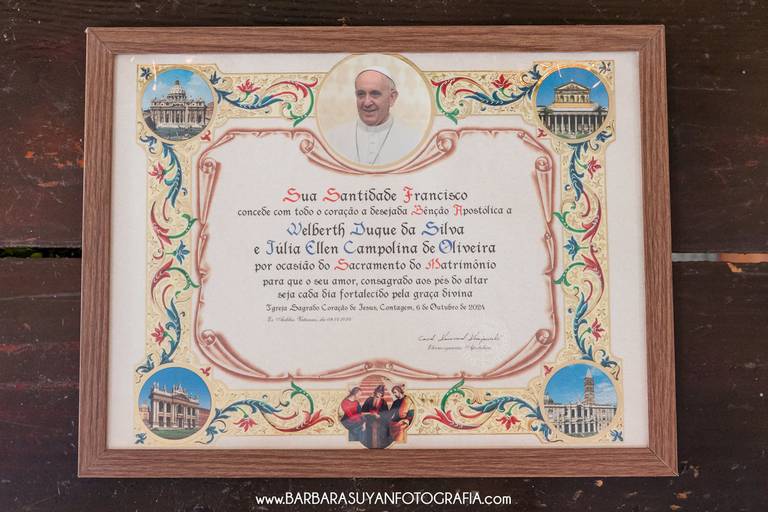 Sua Santidade Francisco
concede com todo o coração a desejada Bênção Apostólica a
Welberth Duque da Silva
e Júlia Ellen Campolina de Oliveira
por ocasião do Sacramento do Matrimônio
para que o seu amor, consagrado aos pés do altar
seja cada dia fortalecido pela graça divina
Igreja Sagrado Coração de Jesus, Contagem, 6 de Outubro de 2024
www.BARBARASUYANFOTOGRAFIA.COM